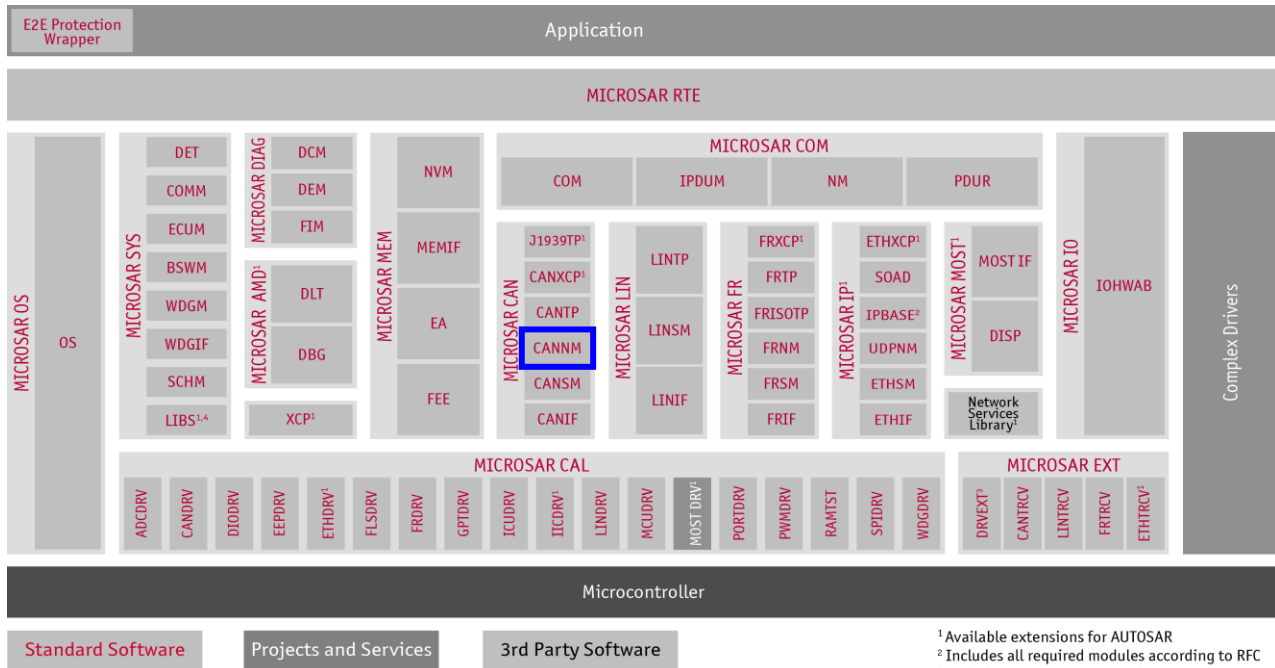 E2E Protection
Wrapper
Application
MICROSAR RTE
MICROSAR OS
OS
MICROSAR SYS
DET
COMM
ECUM
BSWM
WDGM
WDGIF
SCHM
LIBS¹,⁴
MICROSAR DIAG
DCM
DEM
FIM
MICROSAR AMD¹
DLT
DBG
XCP¹
MICROSAR MEM
NVM
MEMIF
EA
FEE
MICROSAR COM
COM
IPDUM
NM
PDUR
MICROSAR CAN
J1939TP¹
CANXCP¹
CANTP
CANNM
CANSM
CANIF
MICROSAR LIN
LINTP
LINSM
LINIF
MICROSAR FR
FRXCP¹
FRTP
FRISOTP
FRNM
FRSM
FRIF
MICROSAR IP¹
ETHXCP¹
SOAD
IPBASE²
UDPNM
ETHSM
ETHIF
MICROSAR MOST¹
MOST IF
DISP
Network
Services
Library¹
MICROSAR IO
IOHWAB
Complex Drivers
MICROSAR CAL
ADCDRV
CANDRV
DIODRV
EEPDRV
ETHDRV¹
FLSDRV
FRDRV
GPTDRV
ICUDRV
IICDRV¹
LINDRV
MCUDRV
MOST DRV¹
PORTDRV
PWMDRV
RAMTST
SPIDRV
WDGDRV
MICROSAR EXT
DRVEXT³
CANTRCV
LINTRCV
FRTRCV
ETHTRCV¹
Microcontroller
Standard Software
Projects and Services
3rd Party Software
¹ Available extensions for AUTOSAR
² Includes all required modules according to RFC